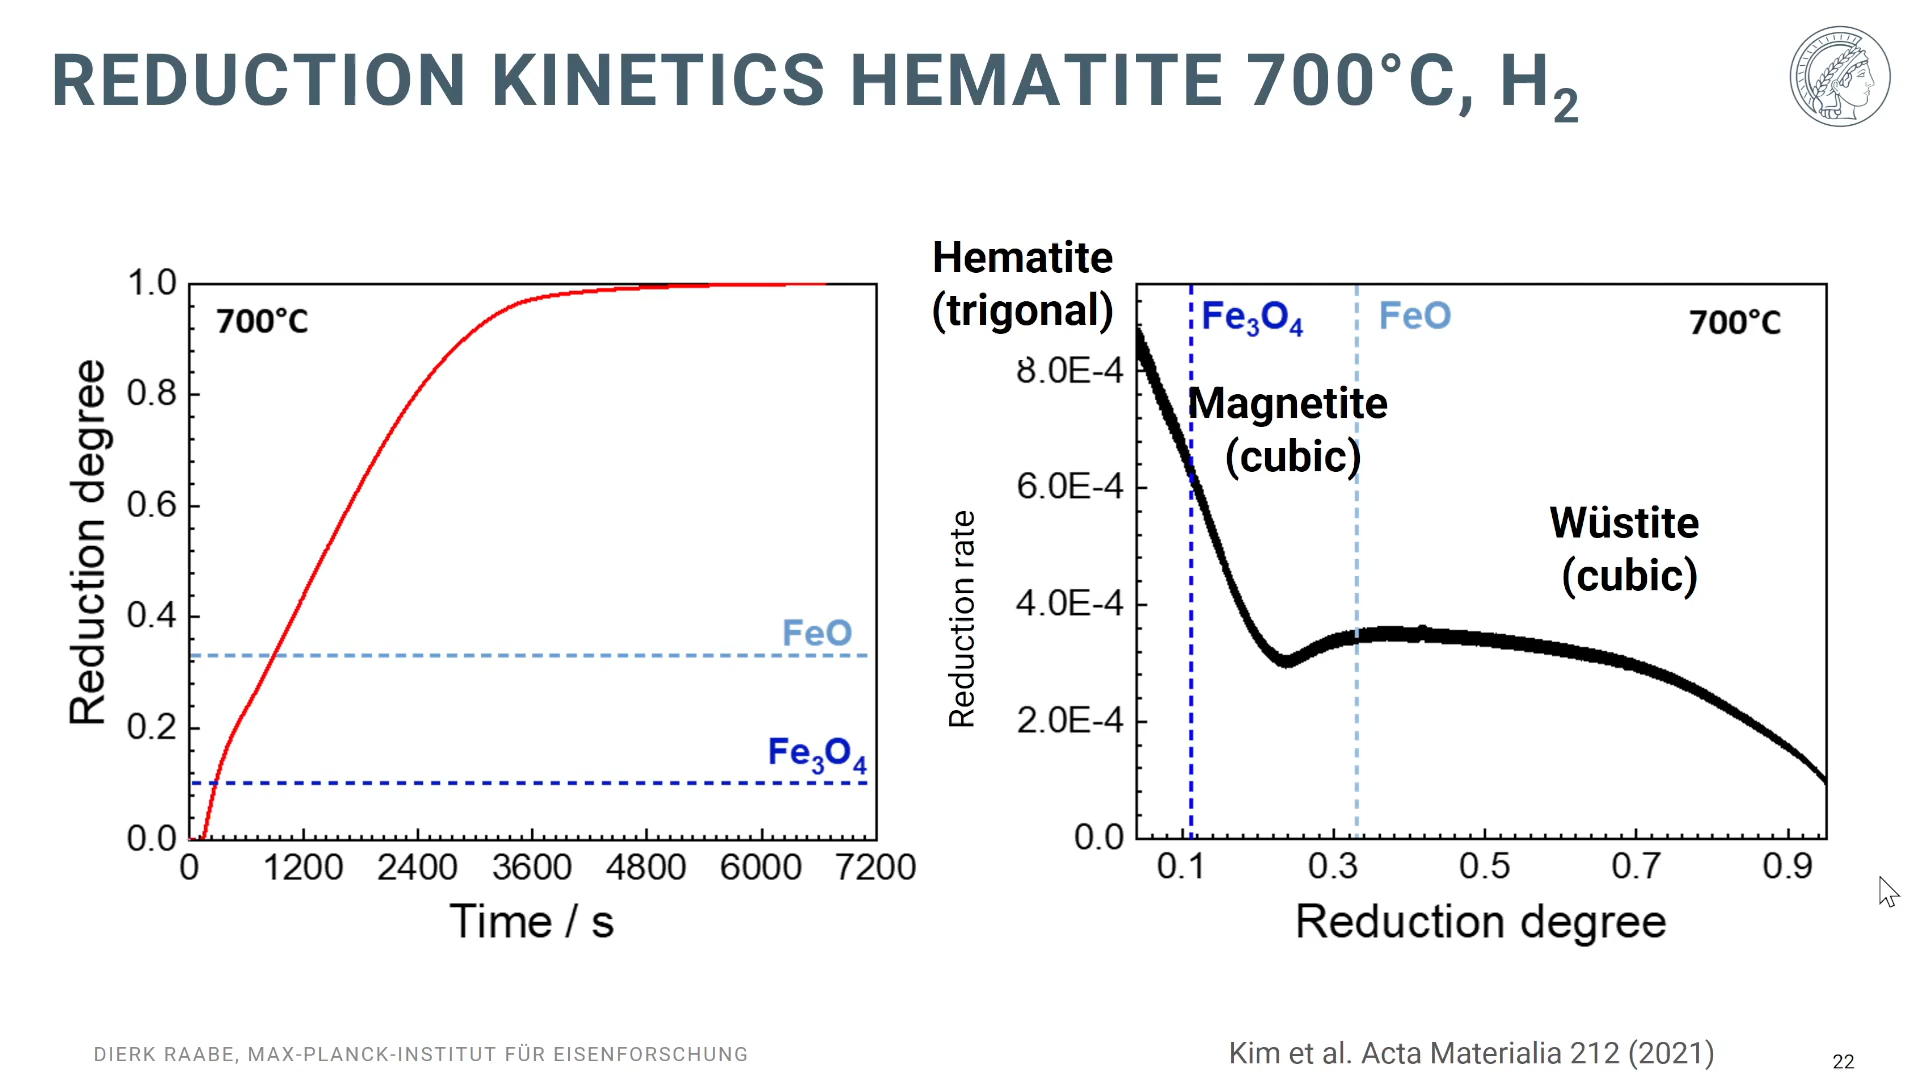 REDUCTION KINETICS HEMATITE 700°C, H₂
1.0
0.8
0.6
0.4
0.2
0.0
Reduction degree
700°C
FeO
Fe₃O₄
0 1200 2400 3600 4800 6000 7200
Time / s
Hematite
(trigonal)
8.0E-4
6.0E-4
4.0E-4
2.0E-4
0.0
Reduction rate
Fe₃O₄
FeO
700°C
Magnetite
(cubic)
Wüstite
(cubic)
0.1 0.3 0.5 0.7 0.9
Reduction degree
DIERK RAABE, MAX-PLANCK-INSTITUT FÜR EISENFORSCHUNG
Kim et al. Acta Materialia 212 (2021)
22